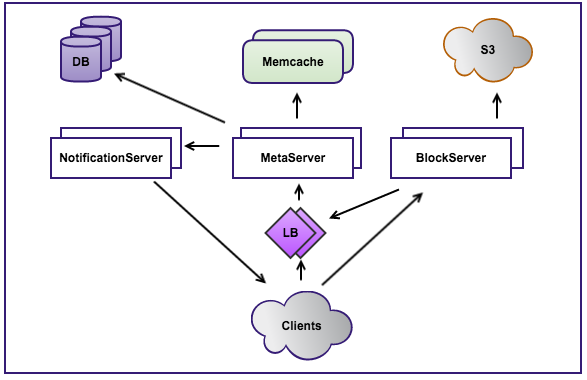 DB
Memcache
S3
NotificationServer
MetaServer
BlockServer
LB
Clients